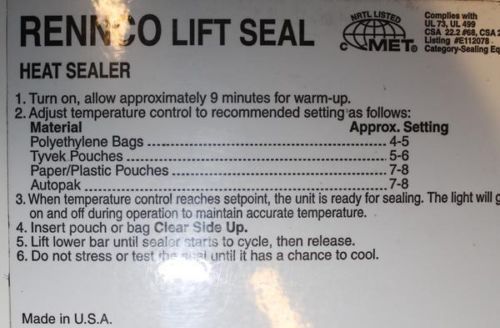 RENNCO LIFT SEAL
HEAT SEALER
NRTL LISTED
C MET®
Complies with
UL 73, UL 499
CSA 22.2 #68, CSA
Listing #E112078
Category-Sealing
1. Turn on, allow approximately 9 minutes for warm-up.
2. Adjust temperature control to recommended setting as follows:
Material Approx. Setting
Polyethylene Bags 4-5
Tyvek Pouches 5-6
Paper/Plastic Pouches 7-8
Autopak 7-8
3. When temperature control reaches setpoint, the unit is ready for sealing. The light will
on and off during operation to maintain accurate temperature.
4. Insert pouch or bag Clear Side Up.
5. Lift lower bar until sealer starts to cycle, then release.
6. Do not stress or test the seal until it has a chance to cool.
Made in U.S.A.